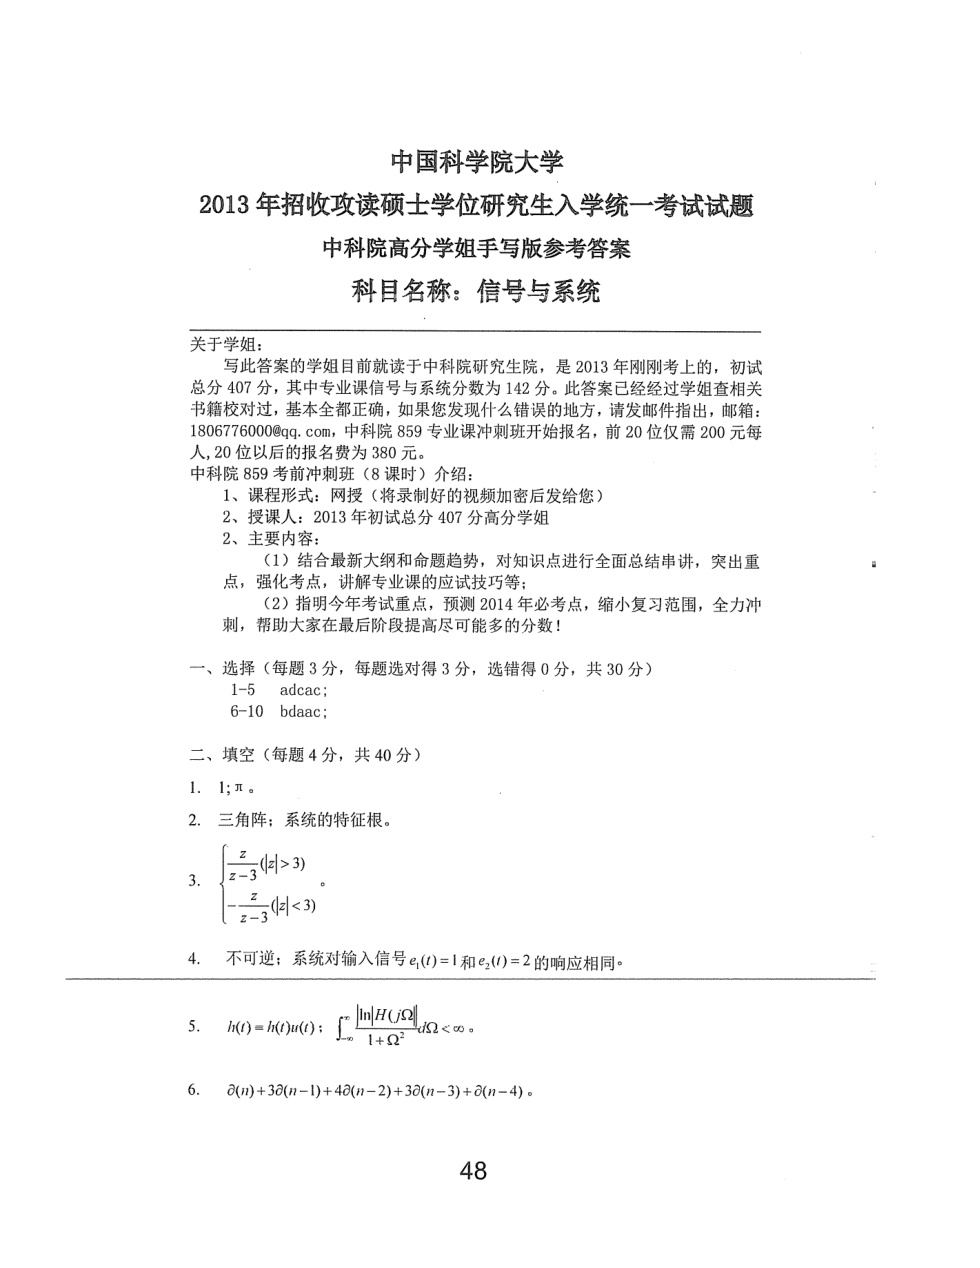 中国科学院大学
2013 年招收攻读硕士学位研究生入学统一考试试题
中科院高分学姐手写版参考答案
科目名称：信号与系统
关于学姐：
写此答案的学姐目前就读于中科院研究生院，是 2013 年刚刚考上的，初试
总分 407 分，其中专业课信号与系统分数为 142 分。此答案已经经过学姐查相关
书籍校对过，基本全都正确，如果您发现什么错误的地方，请发邮件指出，邮箱：
1806776000@qq.com，中科院 859 专业课冲刺班开始报名，前 20 位仅需 200 元每
人, 20 位以后的报名费为 380 元。
中科院 859 考前冲刺班（8 课时）介绍：
1、课程形式：网授（将录制好的视频加密后发给您）
2、授课人：2013 年初试总分 407 分高分学姐
2、主要内容：
（1）结合最新大纲和命题趋势，对知识点进行全面总结串讲，突出重
点，强化考点，讲解专业课的应试技巧等；
（2）指明今年考试重点，预测 2014 年必考点，缩小复习范围，全力冲
刺，帮助大家在最后阶段提高尽可能多的分数！
一、选择（每题 3 分，每题选对得 3 分，选错得 0 分，共 30 分）
1-5 adcac;
6-10 bdaac;
二、填空（每题 4 分，共 40 分）
1. 1; π 。
2. 三角阵；系统的特征根。
3. { z/(z-3) (|z|>3)
-z/(z-3) (|z|<3) 。
4. 不可逆；系统对输入信号 e₁(t)=1 和 e₂(t)=2 的响应相同。
5. h(t)=h(t)u(t)；∫_{-∞}^{∞} |ln|H(jΩ||/(1+Ω²) dΩ<∞ 。
6. ∂(n)+3∂(n-1)+4∂(n-2)+3∂(n-3)+∂(n-4) 。
48